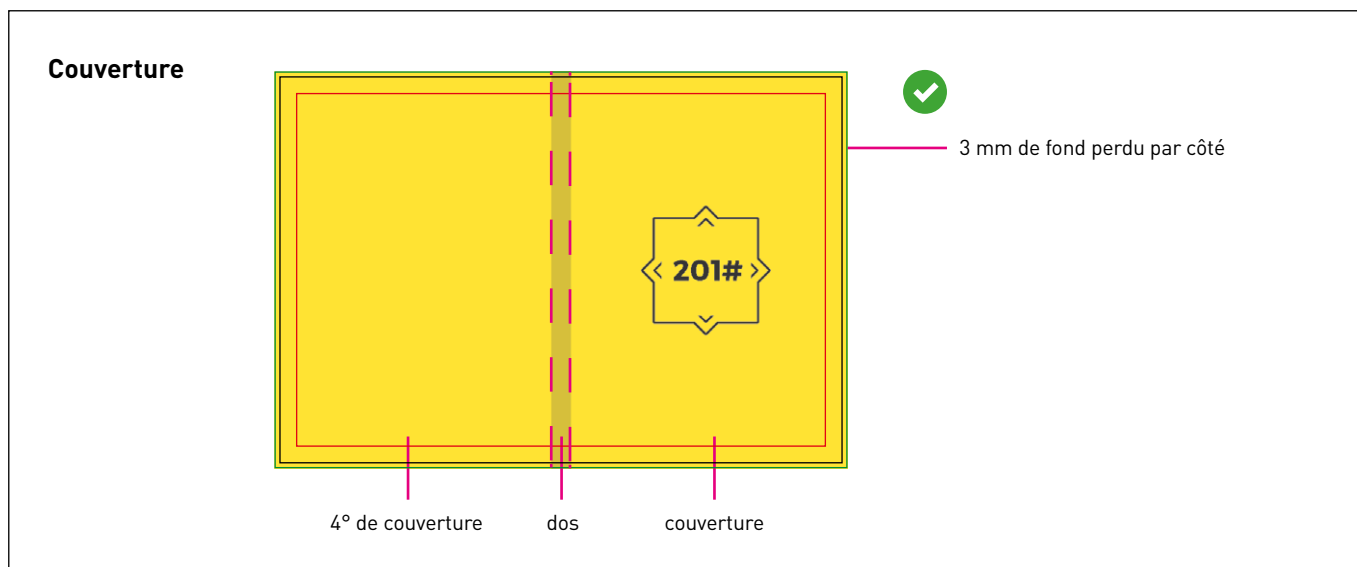 Couverture
3 mm de fond perdu par côté
201#
4° de couverture
dos
couverture